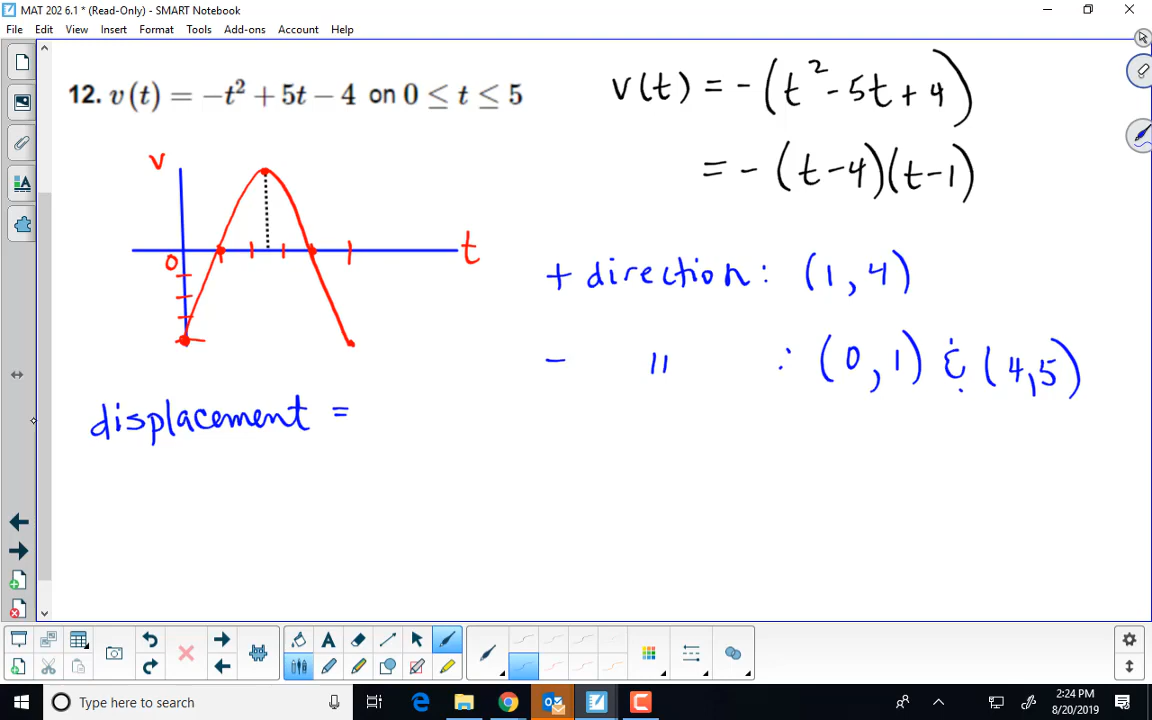 MAT 202 6.1 * (Read-Only) - SMART Notebook
File Edit View Insert Format Tools Add-ons Account Help
12. v(t) = −t² + 5t − 4 on 0 ≤ t ≤ 5
v(t) = -(t² - 5t + 4)
= -(t-4)(t-1)
v
t
0
+ direction: (1, 4)
- " : (0, 1) & (4,5)
displacement =
A
Type here to search
2:24 PM
8/20/2019